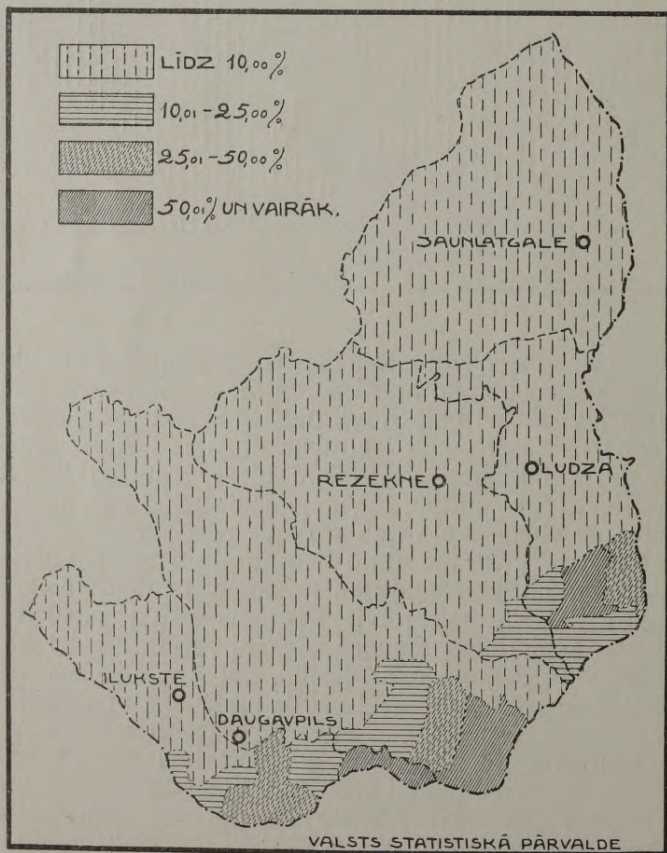 LĪDZ 10,00%
10,01-25,00%
25,01-50,00%
50,01% UN VAIRĀK.
JAUNLATGALE
LUDZA
REZEKNE
ILUKSTE
DAUGAVPILS
VALSTS STATISTISKĀ PĀRVALDE